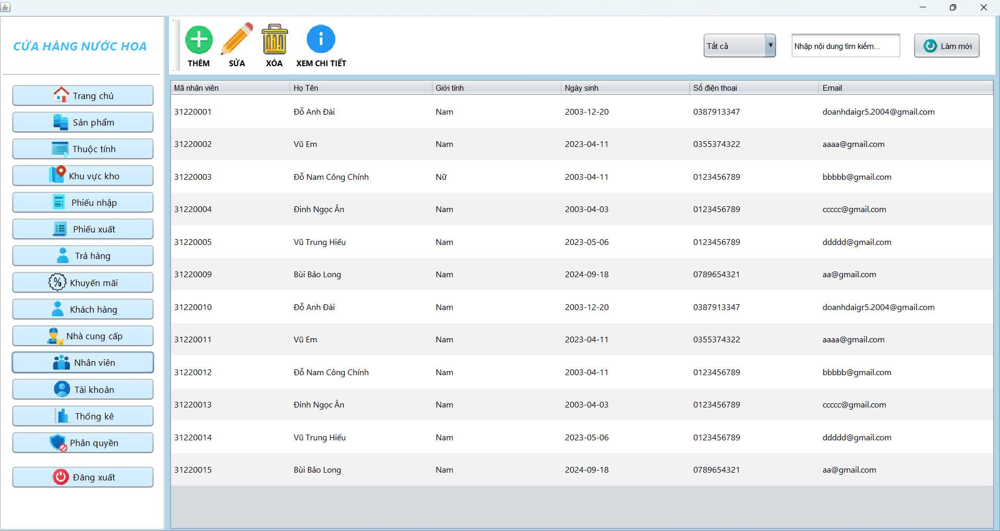 CỬA HÀNG NƯỚC HOA
Trang chủ
Sản phẩm
Thuộc tính
Khu vực kho
Phiếu nhập
Phiếu xuất
Trả hàng
Khuyến mãi
Khách hàng
Nhà cung cấp
Nhân viên
Tài khoản
Thống kê
Phân quyền
Đăng xuất
THÊM SỬA XÓA XEM CHI TIẾT
Tất cả Nhập nội dung tìm kiếm... Làm mới
Mã nhân viên Họ Tên Giới tính Ngày sinh Số điện thoại Email
31220001 Đỗ Anh Đài Nam 2003-12-20 0387913347 doanhdaigr5.2004@gmail.com
31220002 Vũ Em Nam 2023-04-11 0355374322 aaaa@gmail.com
31220003 Đỗ Nam Công Chính Nữ 2003-04-11 0123456789 bbbbb@gmail.com
31220004 Đinh Ngọc Ân Nam 2003-04-03 0123456789 ccccc@gmail.com
31220005 Vũ Trung Hiếu Nam 2023-05-06 0123456789 ddddd@gmail.com
31220009 Bùi Bảo Long Nam 2024-09-18 0789654321 aa@gmail.com
31220010 Đỗ Anh Đài Nam 2003-12-20 0387913347 doanhdaigr5.2004@gmail.com
31220011 Vũ Em Nam 2023-04-11 0355374322 aaaa@gmail.com
31220012 Đỗ Nam Công Chính Nam 2003-04-11 0123456789 bbbbb@gmail.com
31220013 Đinh Ngọc Ân Nam 2003-04-03 0123456789 ccccc@gmail.com
31220014 Vũ Trung Hiếu Nam 2023-05-06 0123456789 ddddd@gmail.com
31220015 Bùi Bảo Long Nam 2024-09-18 0789654321 aa@gmail.com